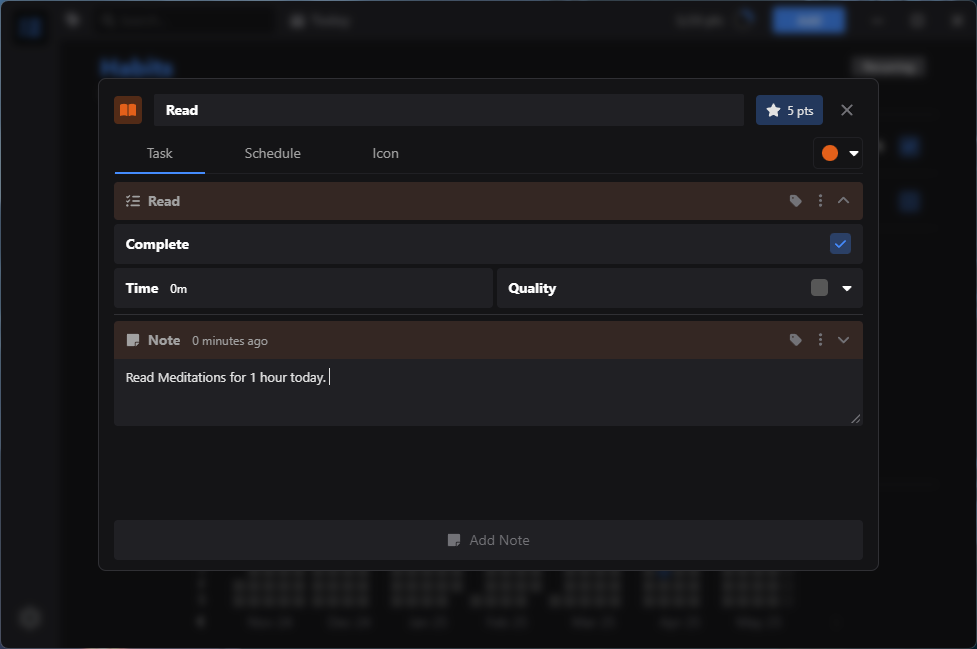 Habits
Read
5 pts
Task
Schedule
Icon
Read
Complete
Time 0m
Quality
Note 0 minutes ago
Read Meditations for 1 hour today.
Add Note